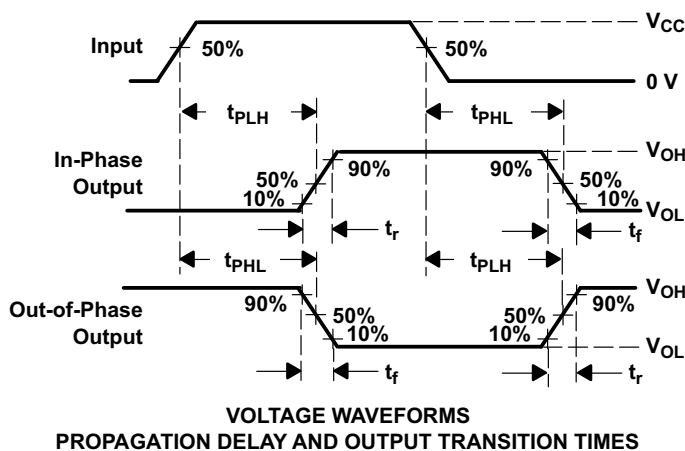 Input
50%
50%
VCC
0 V
tPLH
tPHL
In-Phase
Output
50%
10%
90%
90%
50%
10%
VOH
VOL
tr
tf
tPHL
tPLH
Out-of-Phase
Output
90%
50%
10%
50%
10%
90%
VOH
VOL
tf
tr
VOLTAGE WAVEFORMS
PROPAGATION DELAY AND OUTPUT TRANSITION TIMES